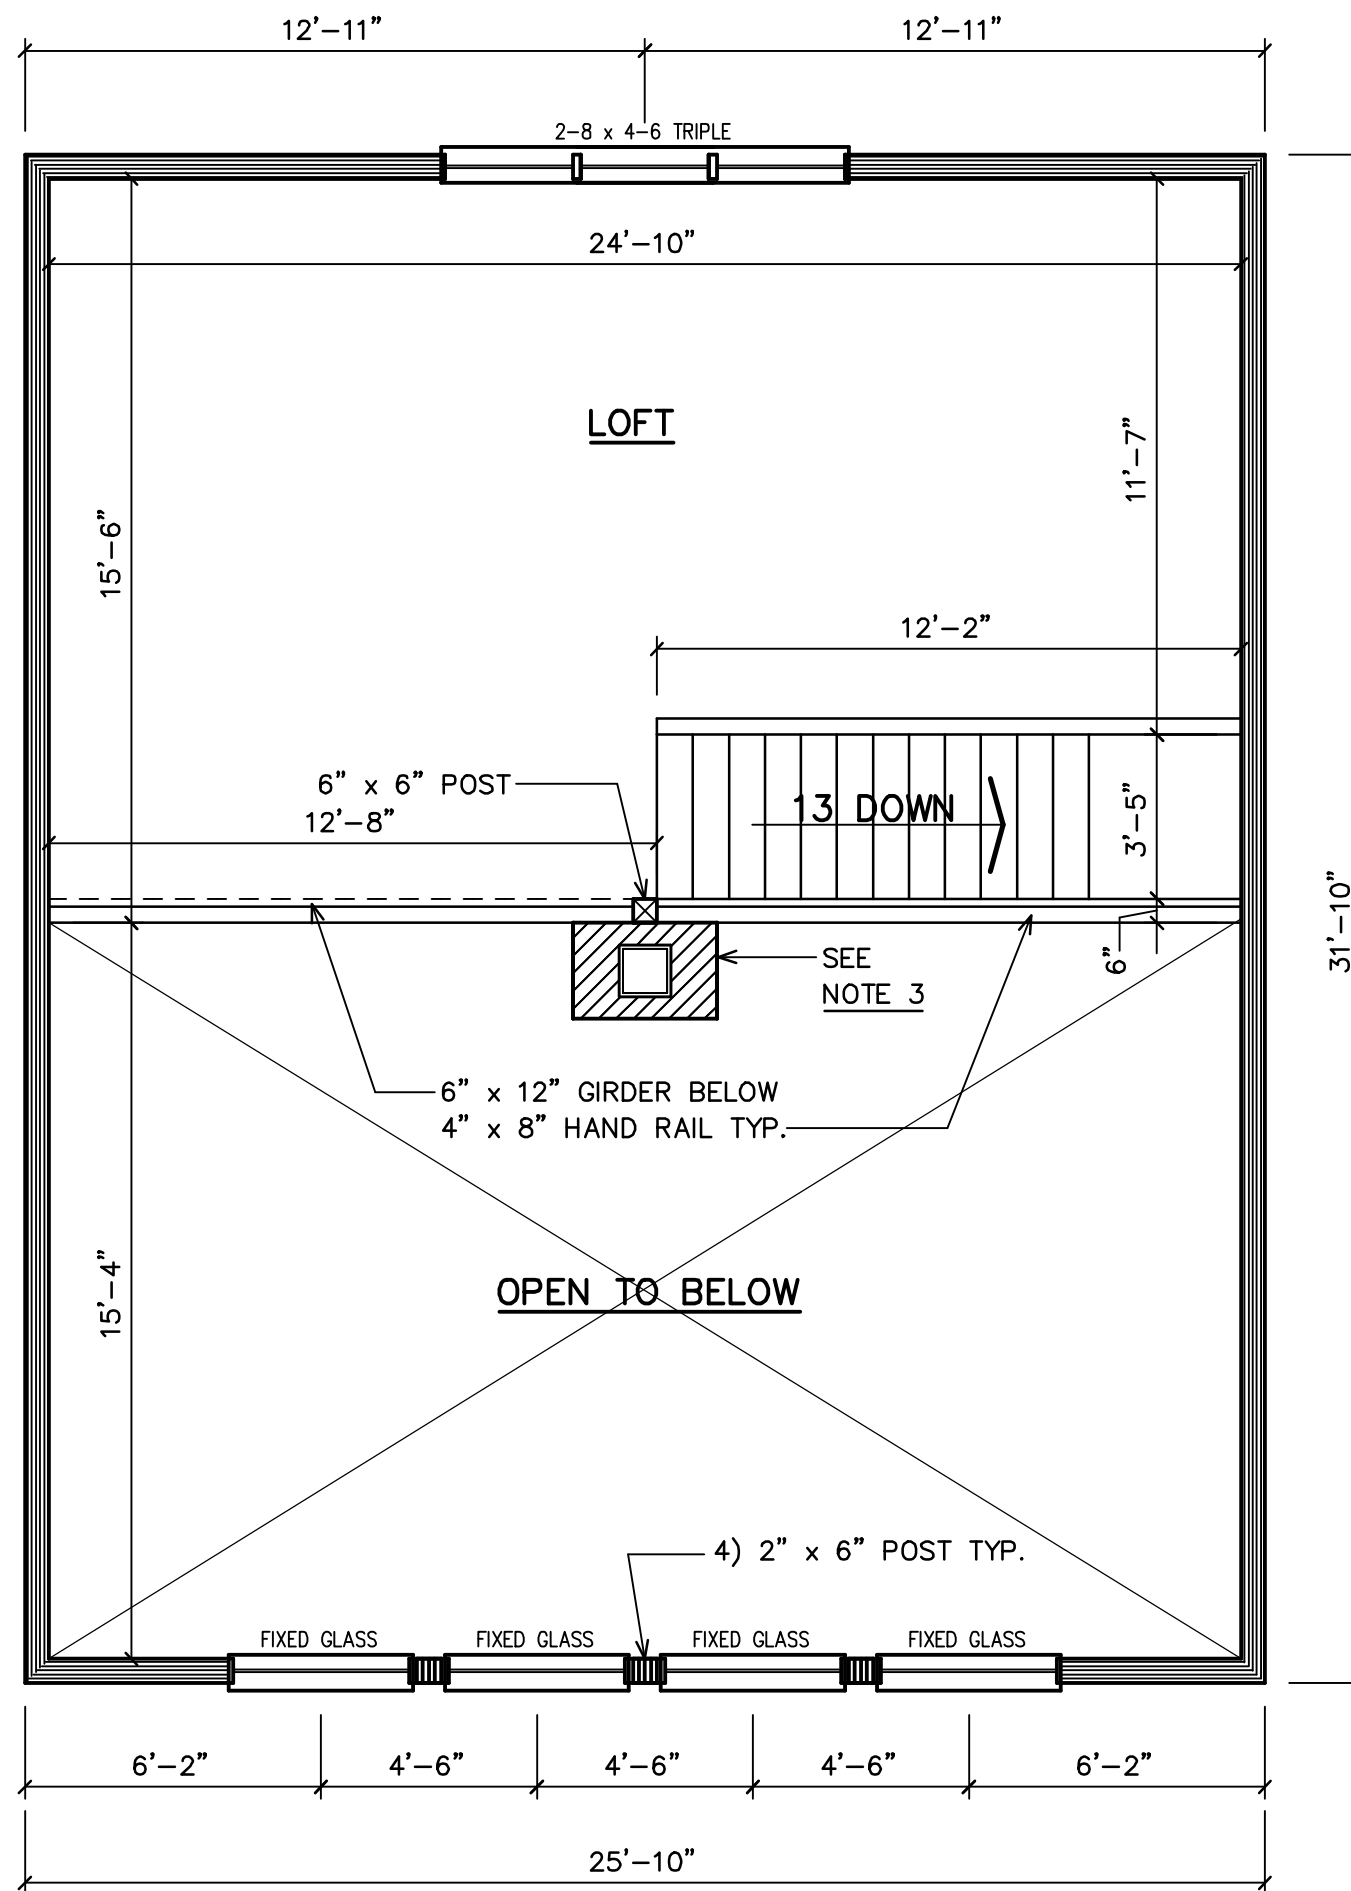 12'-11" 12'-11"
2-8 x 4-6 TRIPLE
24'-10"
LOFT
11'-7"
15'-6"
12'-2"
6" x 6" POST
13 DOWN
12'-8"
3'-5"
31'-10"
6"
SEE
NOTE 3
6" x 12" GIRDER BELOW
4" x 8" HAND RAIL TYP.
15'-4"
OPEN TO BELOW
4) 2" x 6" POST TYP.
FIXED GLASS FIXED GLASS FIXED GLASS FIXED GLASS
6'-2" 4'-6" 4'-6" 4'-6" 6'-2"
25'-10"